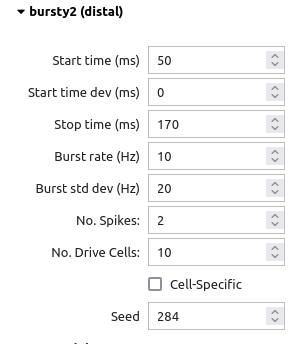 bursty2 (distal)
Start time (ms) 50
Start time dev (ms) 0
Stop time (ms) 170
Burst rate (Hz) 10
Burst std dev (Hz) 20
No. Spikes: 2
No. Drive Cells: 10
Cell-Specific
Seed 284